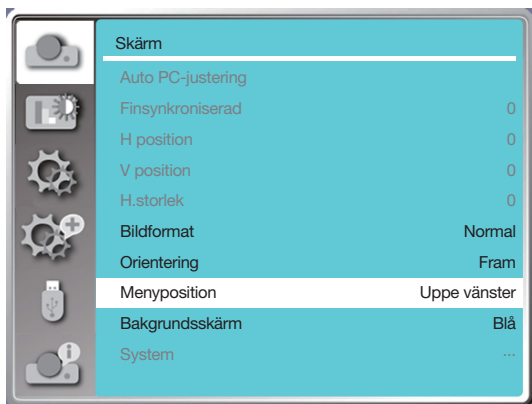 Skärm
Auto PC-justering
Finsynkroniserad 0
H position 0
V position 0
H.storlek 0
Bildformat Normal
Orientering Fram
Menyposition Uppe vänster
Bakgrundsskärm Blå
System ...